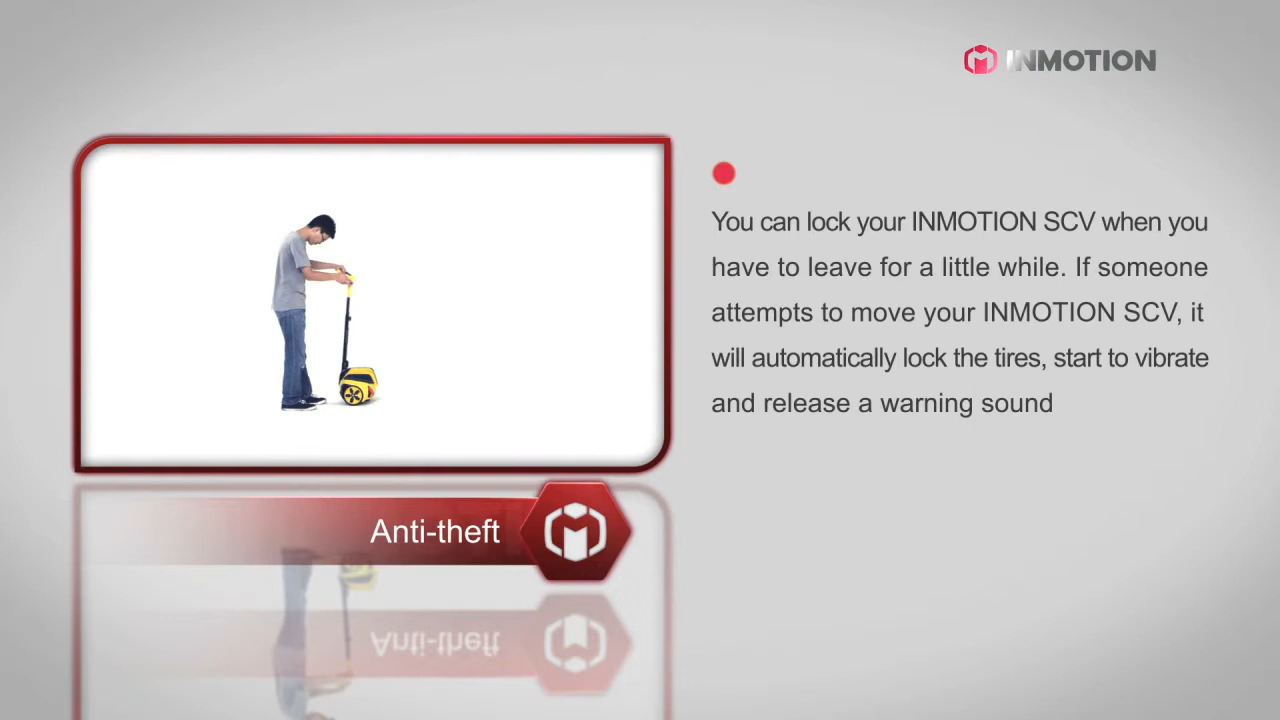 INMOTION
You can lock your INMOTION SCV when you
have to leave for a little while. If someone
attempts to move your INMOTION SCV, it
will automatically lock the tires, start to vibrate
and release a warning sound
Anti-theft
Anti-theft